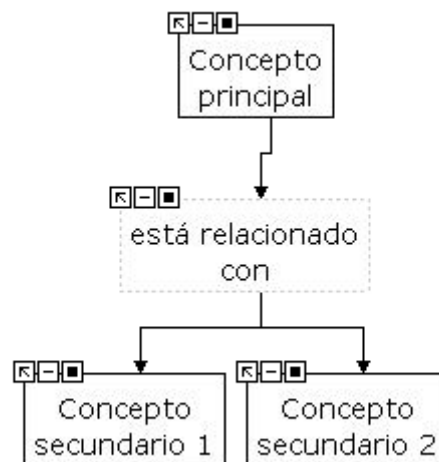 Concepto
principal
está relacionado
con
Concepto
secundario 1
Concepto
secundario 2